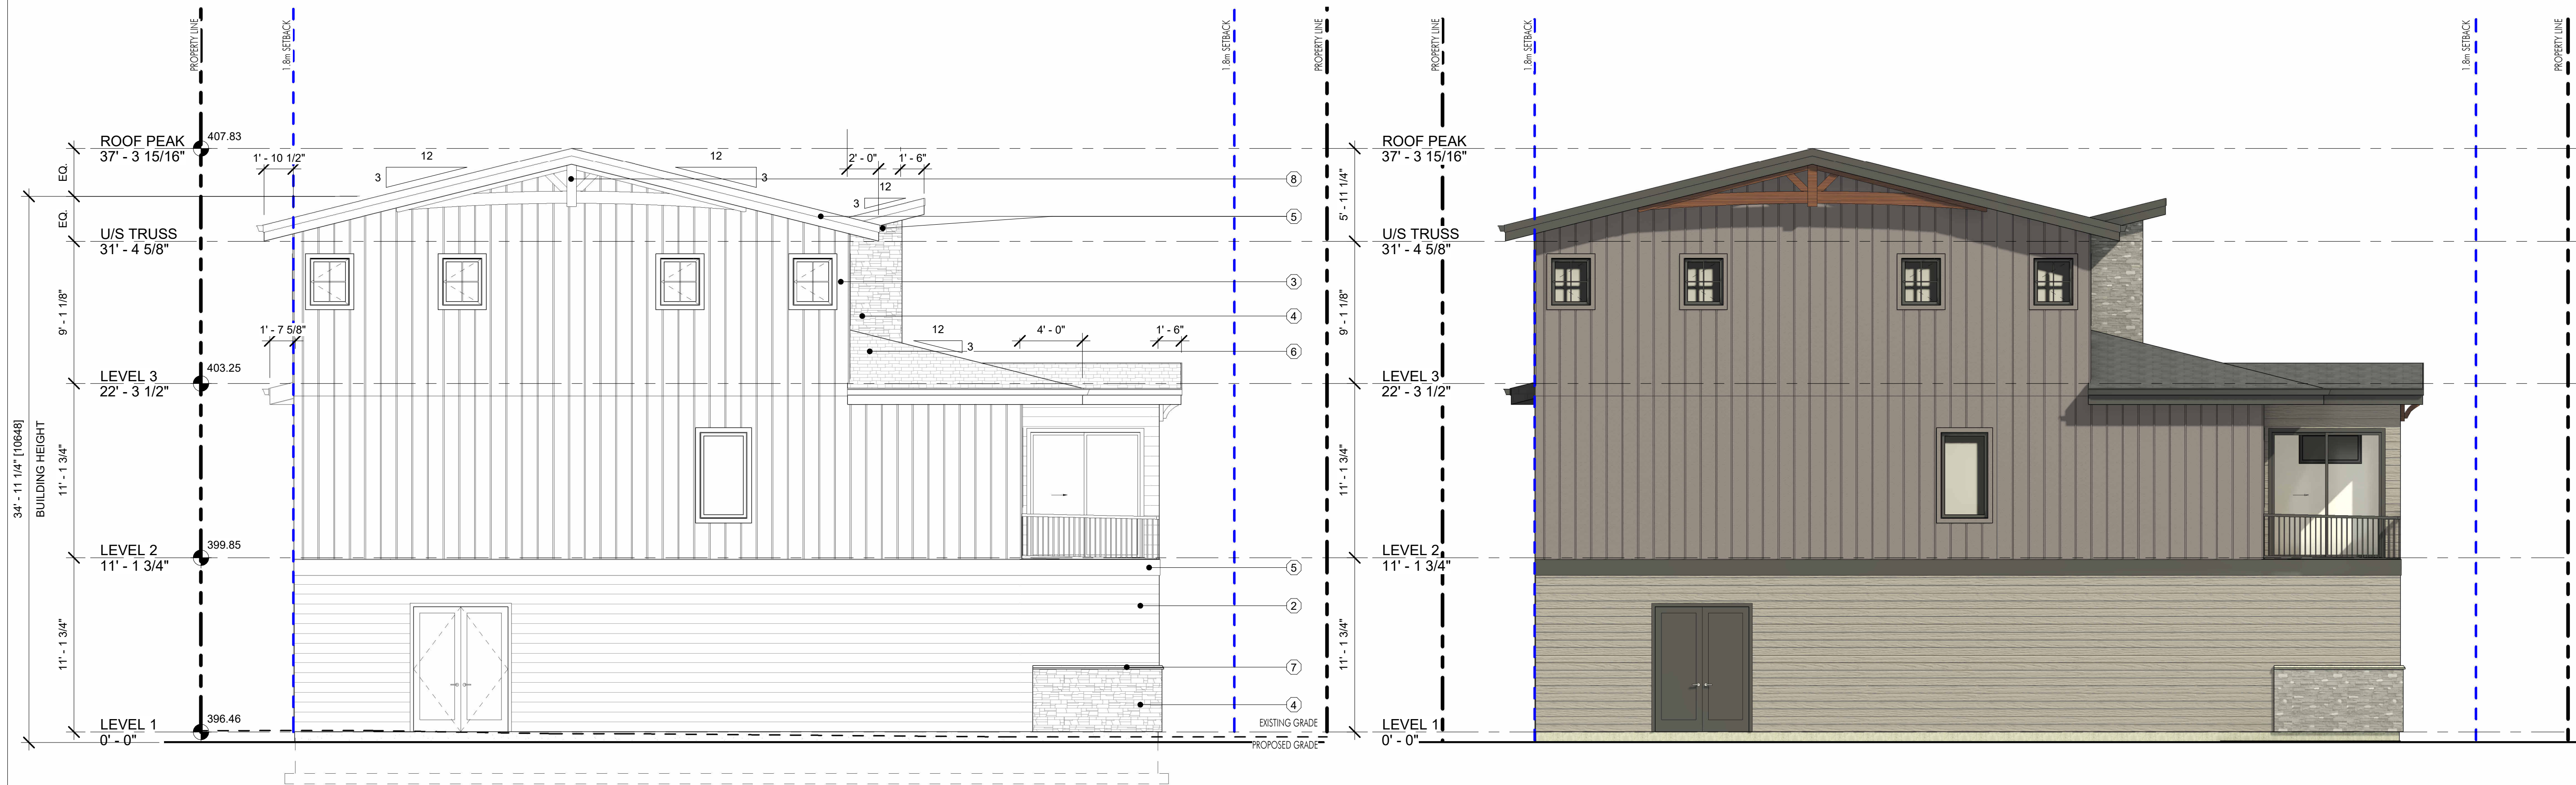 PROPERTY LINE
1.8m SETBACK
1.8m SETBACK
PROPERTY LINE
PROPERTY LINE
1.8m SETBACK
1.8m SETBACK
PROPERTY LINE
ROOF PEAK 407.83
37' - 3 15/16"
EQ.
EQ.
U/S TRUSS
31' - 4 5/8"
9' - 1 1/8"
LEVEL 3 403.25
22' - 3 1/2"
11' - 1 3/4"
34' - 11 1/4" [10648]
BUILDING HEIGHT
LEVEL 2 399.85
11' - 1 3/4"
11' - 1 3/4"
LEVEL 1 396.46
0' - 0"
1' - 10 1/2"
12
3
12
3
2' - 0"
1' - 6"
12
3
1' - 7 5/8"
12
3
4' - 0"
1' - 6"
8
5
3
4
6
5
2
7
4
EXISTING GRADE
PROPOSED GRADE
5' - 11 1/4"
9' - 1 1/8"
11' - 1 3/4"
11' - 1 3/4"
ROOF PEAK
37' - 3 15/16"
U/S TRUSS
31' - 4 5/8"
LEVEL 3
22' - 3 1/2"
LEVEL 2
11' - 1 3/4"
LEVEL 1
0' - 0"